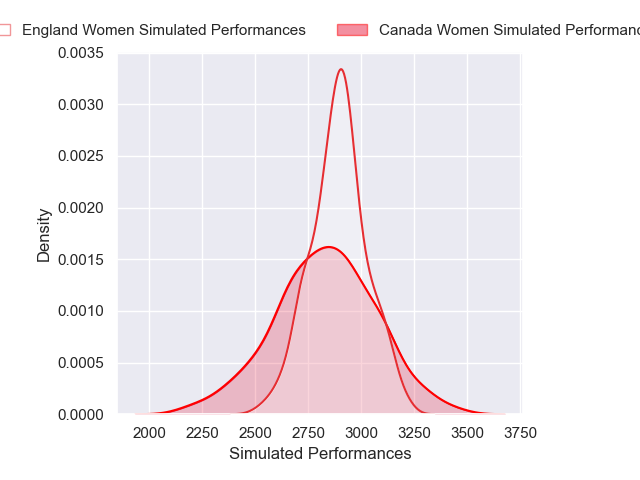 England Women Simulated Performances Canada Women Simulated
0.0035
0.0030
0.0025
0.0020
0.0015
0.0010
0.0005
0.0000
Density
2000 2250 2500 2750 3000 3250 3500 3750
Simulated Performances